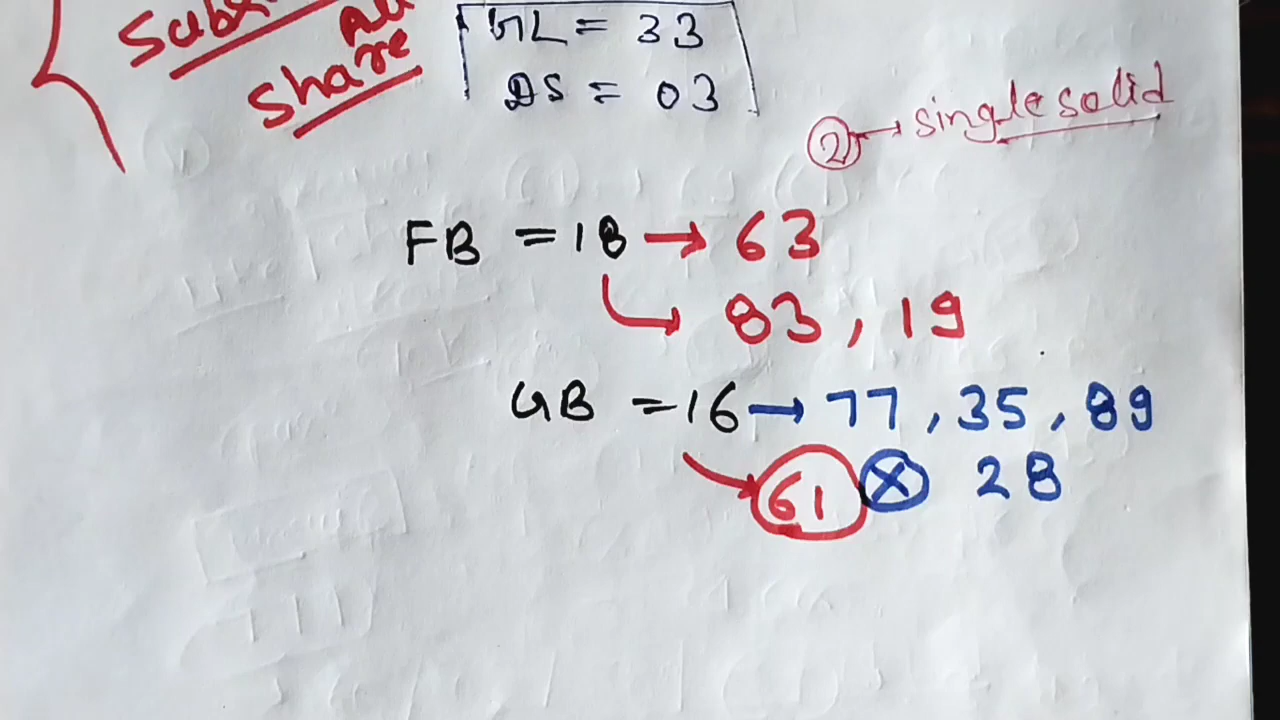 Share
GL = 33
DS = 03
2 → single solid
FB = 18 → 63
↳ 83, 19
GB = 16 → 77, 35, 89
→ 61 ⊗ 28